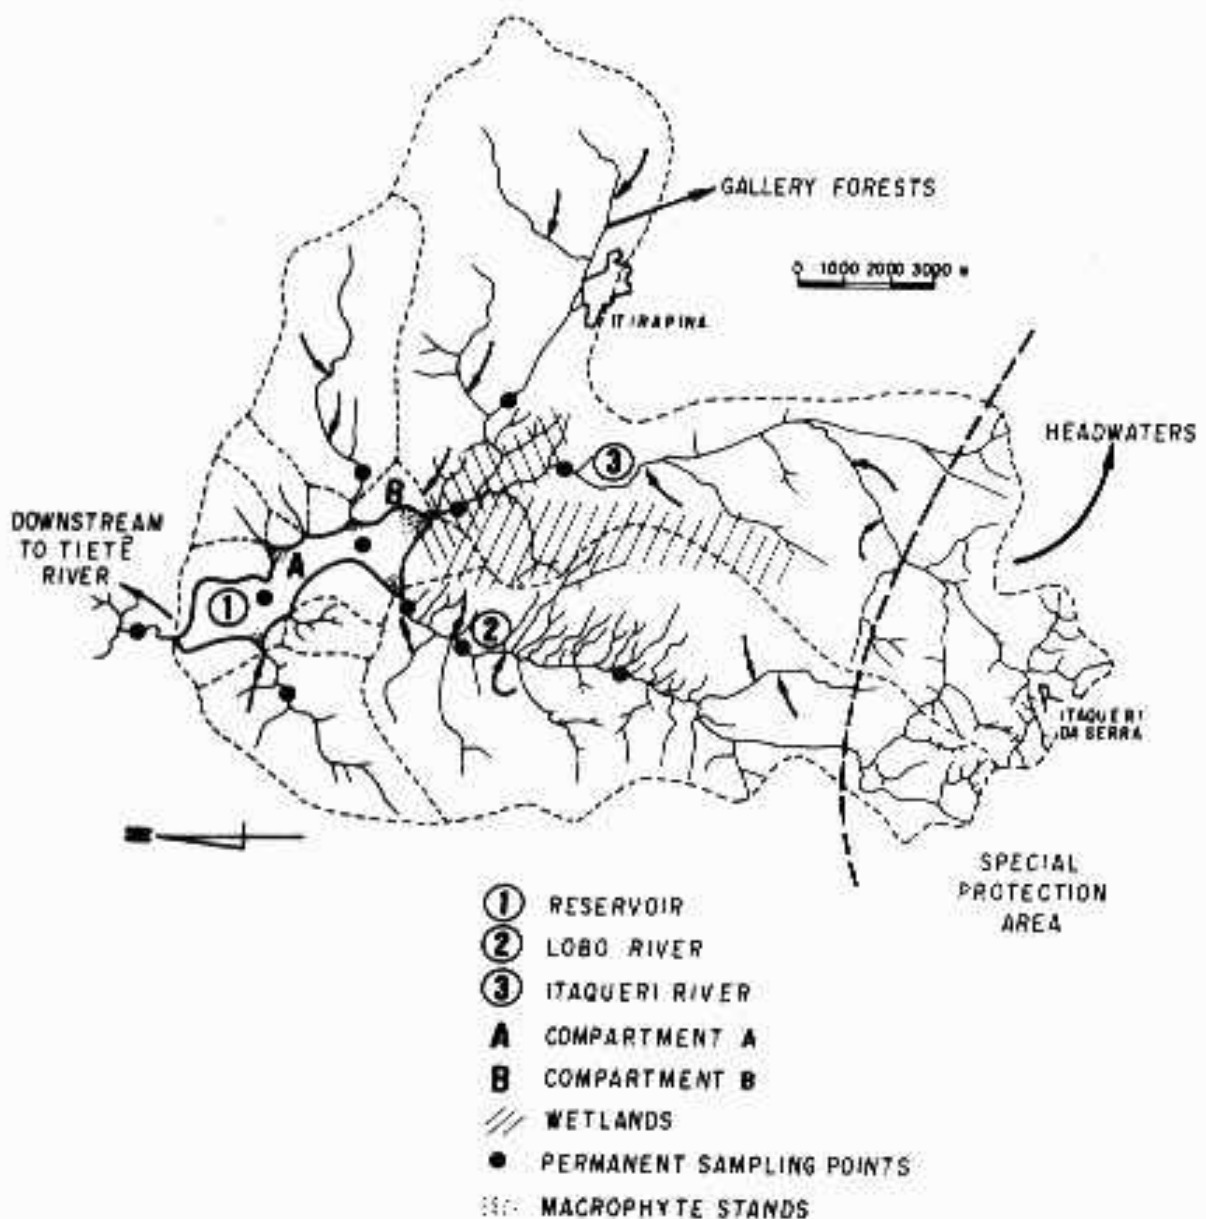 GALLERY FORESTS
0 1000 2000 3000 m
ITIRAPINA
HEADWATERS
3
B
DOWNSTREAM
TO TIETÊ
RIVER
A
1
2
ITAQUERI
DA SERRA
SPECIAL
PROTECTION
AREA
1 RESERVOIR
2 LOBO RIVER
3 ITAQUERI RIVER
A COMPARTMENT A
B COMPARTMENT B
WETLANDS
PERMANENT SAMPLING POINTS
MACROPHYTE STANDS